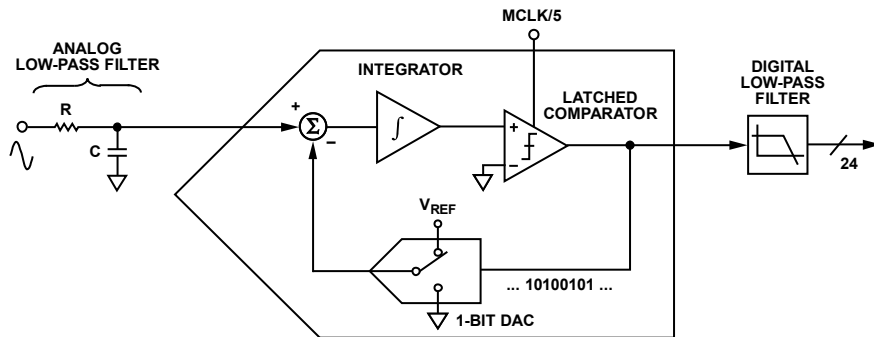 MCLK/5
ANALOG
LOW-PASS FILTER
INTEGRATOR
DIGITAL
LOW-PASS
FILTER
LATCHED
COMPARATOR
R
+
Σ
−
∫
+
−
C
24
VREF
... 10100101 ...
1-BIT DAC